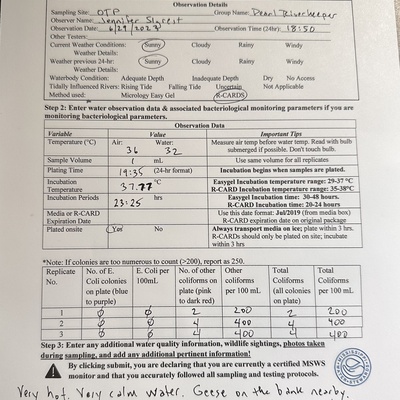 Observation Details
Sampling Site: OTP Group Name: Pearl Riverkeeper
Observer Name: Jennifer
Observation Date: 6/29/2023 Observation Time (24hr): 18:50
Other Testers:
Current Weather Conditions: Sunny Cloudy Rainy Windy
Weather Details:
Weather previous 24-hr: Sunny Cloudy Rainy Windy
Weather Details:
Waterbody Condition: Adequate Depth Inadequate Depth Dry No Access
Tidally Influenced Rivers: Rising Tide Falling Tide Uncertain Not Applicable
Method used: Micrology Easy Gel R-CARDS
Step 2: Enter water observation data & associated bacteriological monitoring parameters if you are
monitoring bacteriological parameters.
Observation Data
Variable Value Important Tips
Temperature (°C) Air: 36 Water: 32 Measure air temp before water temp. Read with bulb
submerged if possible. Don't touch bulb.
Sample Volume 1 mL Use same volume for all replicates
Plating Time 19:35 (24-hr format) Incubation begins when samples are plated.
Incubation Temperature 37.77 °C Easygel Incubation temperature range: 29-37 °C
R-CARD Incubation temperature range: 35-38°C
Incubation Periods 23:25 hrs Easygel Incubation time: 30-48 hours.
R-CARD Incubation time: 20-24 hours
Media or R-CARD Expiration Date Use this date format: Jul/2019 (from media box)
R-CARD expiration date on original package
Plated onsite Yes No Always transport media on ice; plate within 3 hrs.
R-CARDs should only be plated on site; incubate
within 3 hrs
*Note: If colonies are too numerous to count (>200), report as 250.
Replicate No. No. of E. Coli colonies on plate (blue to purple) E. Coli per 100mL No. of other coliforms on plate (pink to dark red) Other coliforms per 100 mL Total Coliforms (all colonies on plate) Total Coliforms per 100 mL
1 0 0 2 200 2 200
2 0 0 4 400 4 400
3 0 0 4 400 4 400
Step 3: Enter any additional water quality information, wildlife sightings, photos taken
during sampling, and add any additional pertinent information!
By clicking submit, you are declaring that you are currently a certified MSWS
monitor and that you accurately followed all sampling and testing protocols.
Very hot. Very calm water. Geese on the bank nearby.